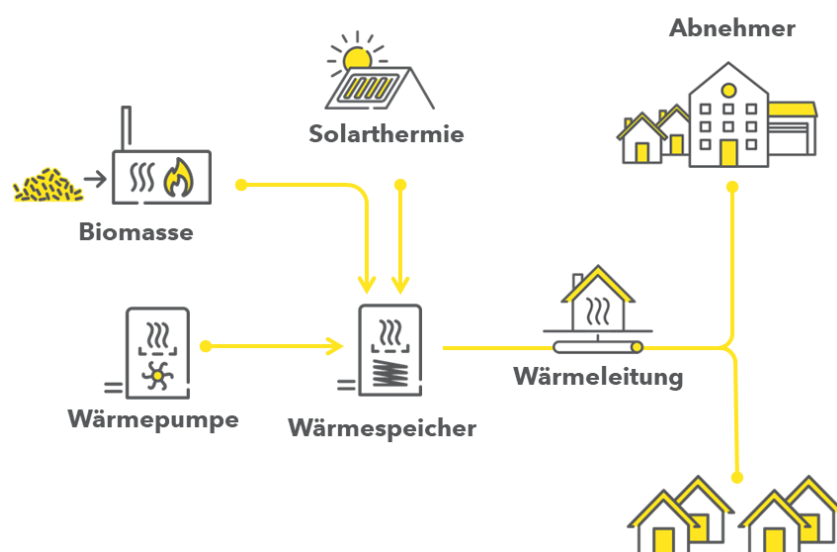 Abnehmer
Solarthermie
Biomasse
Wärmeleitung
Wärmepumpe
Wärmespeicher